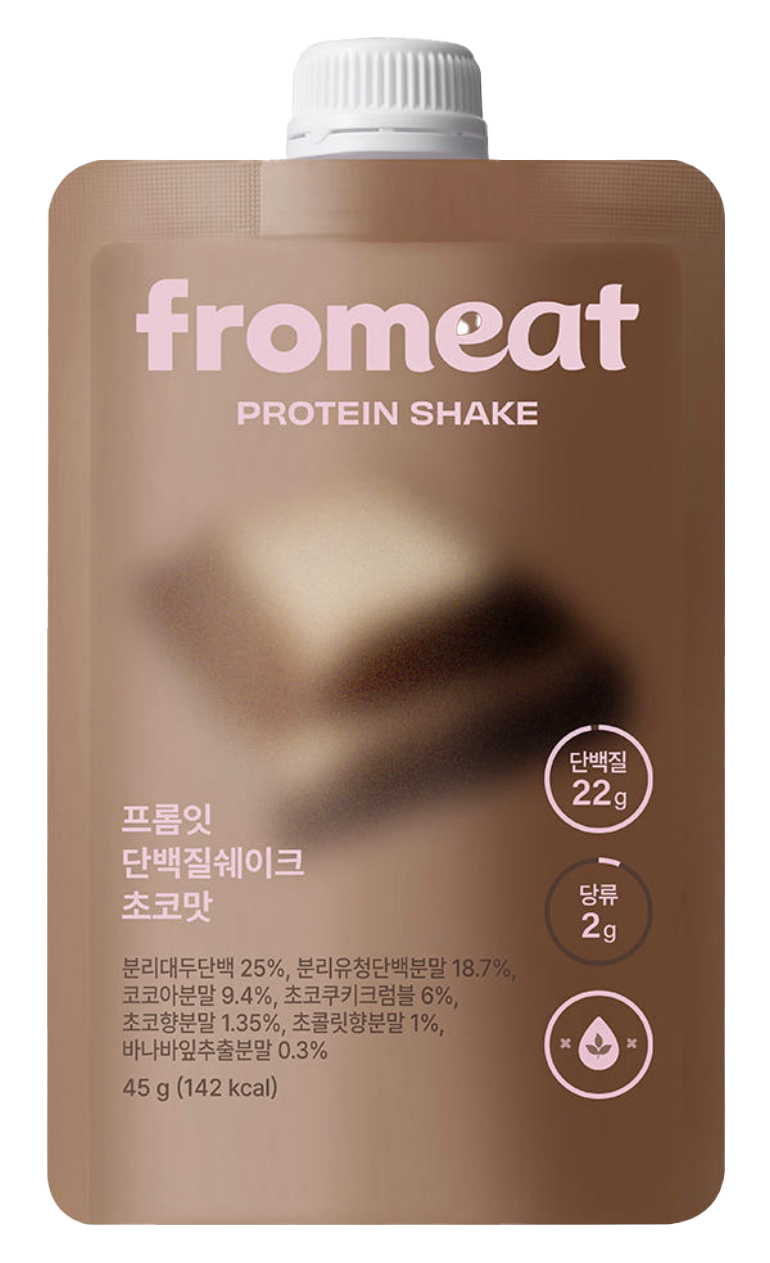 fromeat
PROTEIN SHAKE
단백질
22g
프롬잇
단백질쉐이크
초코맛
당류
2g
분리대두단백 25%, 분리유청단백분말 18.7%,
코코아분말 9.4%, 초코쿠키크럼블 6%,
초코향분말 1.35%, 초콜릿향분말 1%,
바나바잎추출분말 0.3%
45 g (142 kcal)